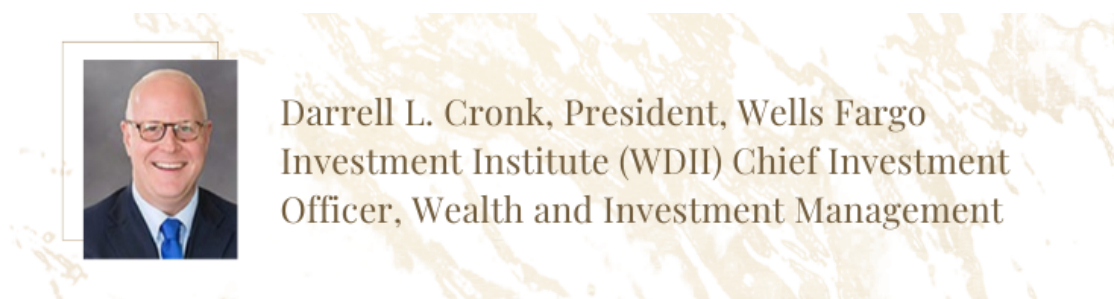 Darrell L. Cronk, President, Wells Fargo
Investment Institute (WDII) Chief Investment
Officer, Wealth and Investment Management